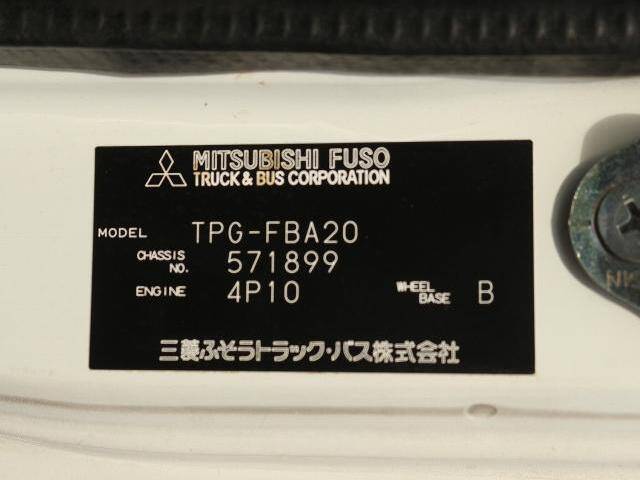 MITSUBISHI FUSO
TRUCK & BUS CORPORATION
MODEL TPG-FBA20
CHASSIS NO. 571899
ENGINE 4P10 WHEEL BASE B
三菱ふそうトラック・バス株式会社
NK